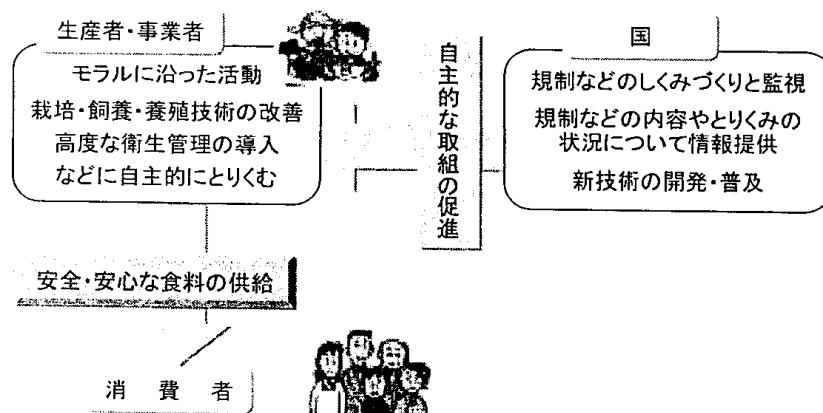 生産者・事業者
モラルに沿った活動
栽培・飼養・養殖技術の改善
高度な衛生管理の導入
などに自主的にとりくむ
自主的な取組の促進
国
規制などのしくみづくりと監視
規制などの内容やとりくみの
状況について情報提供
新技術の開発・普及
安全・安心な食料の供給
消費者